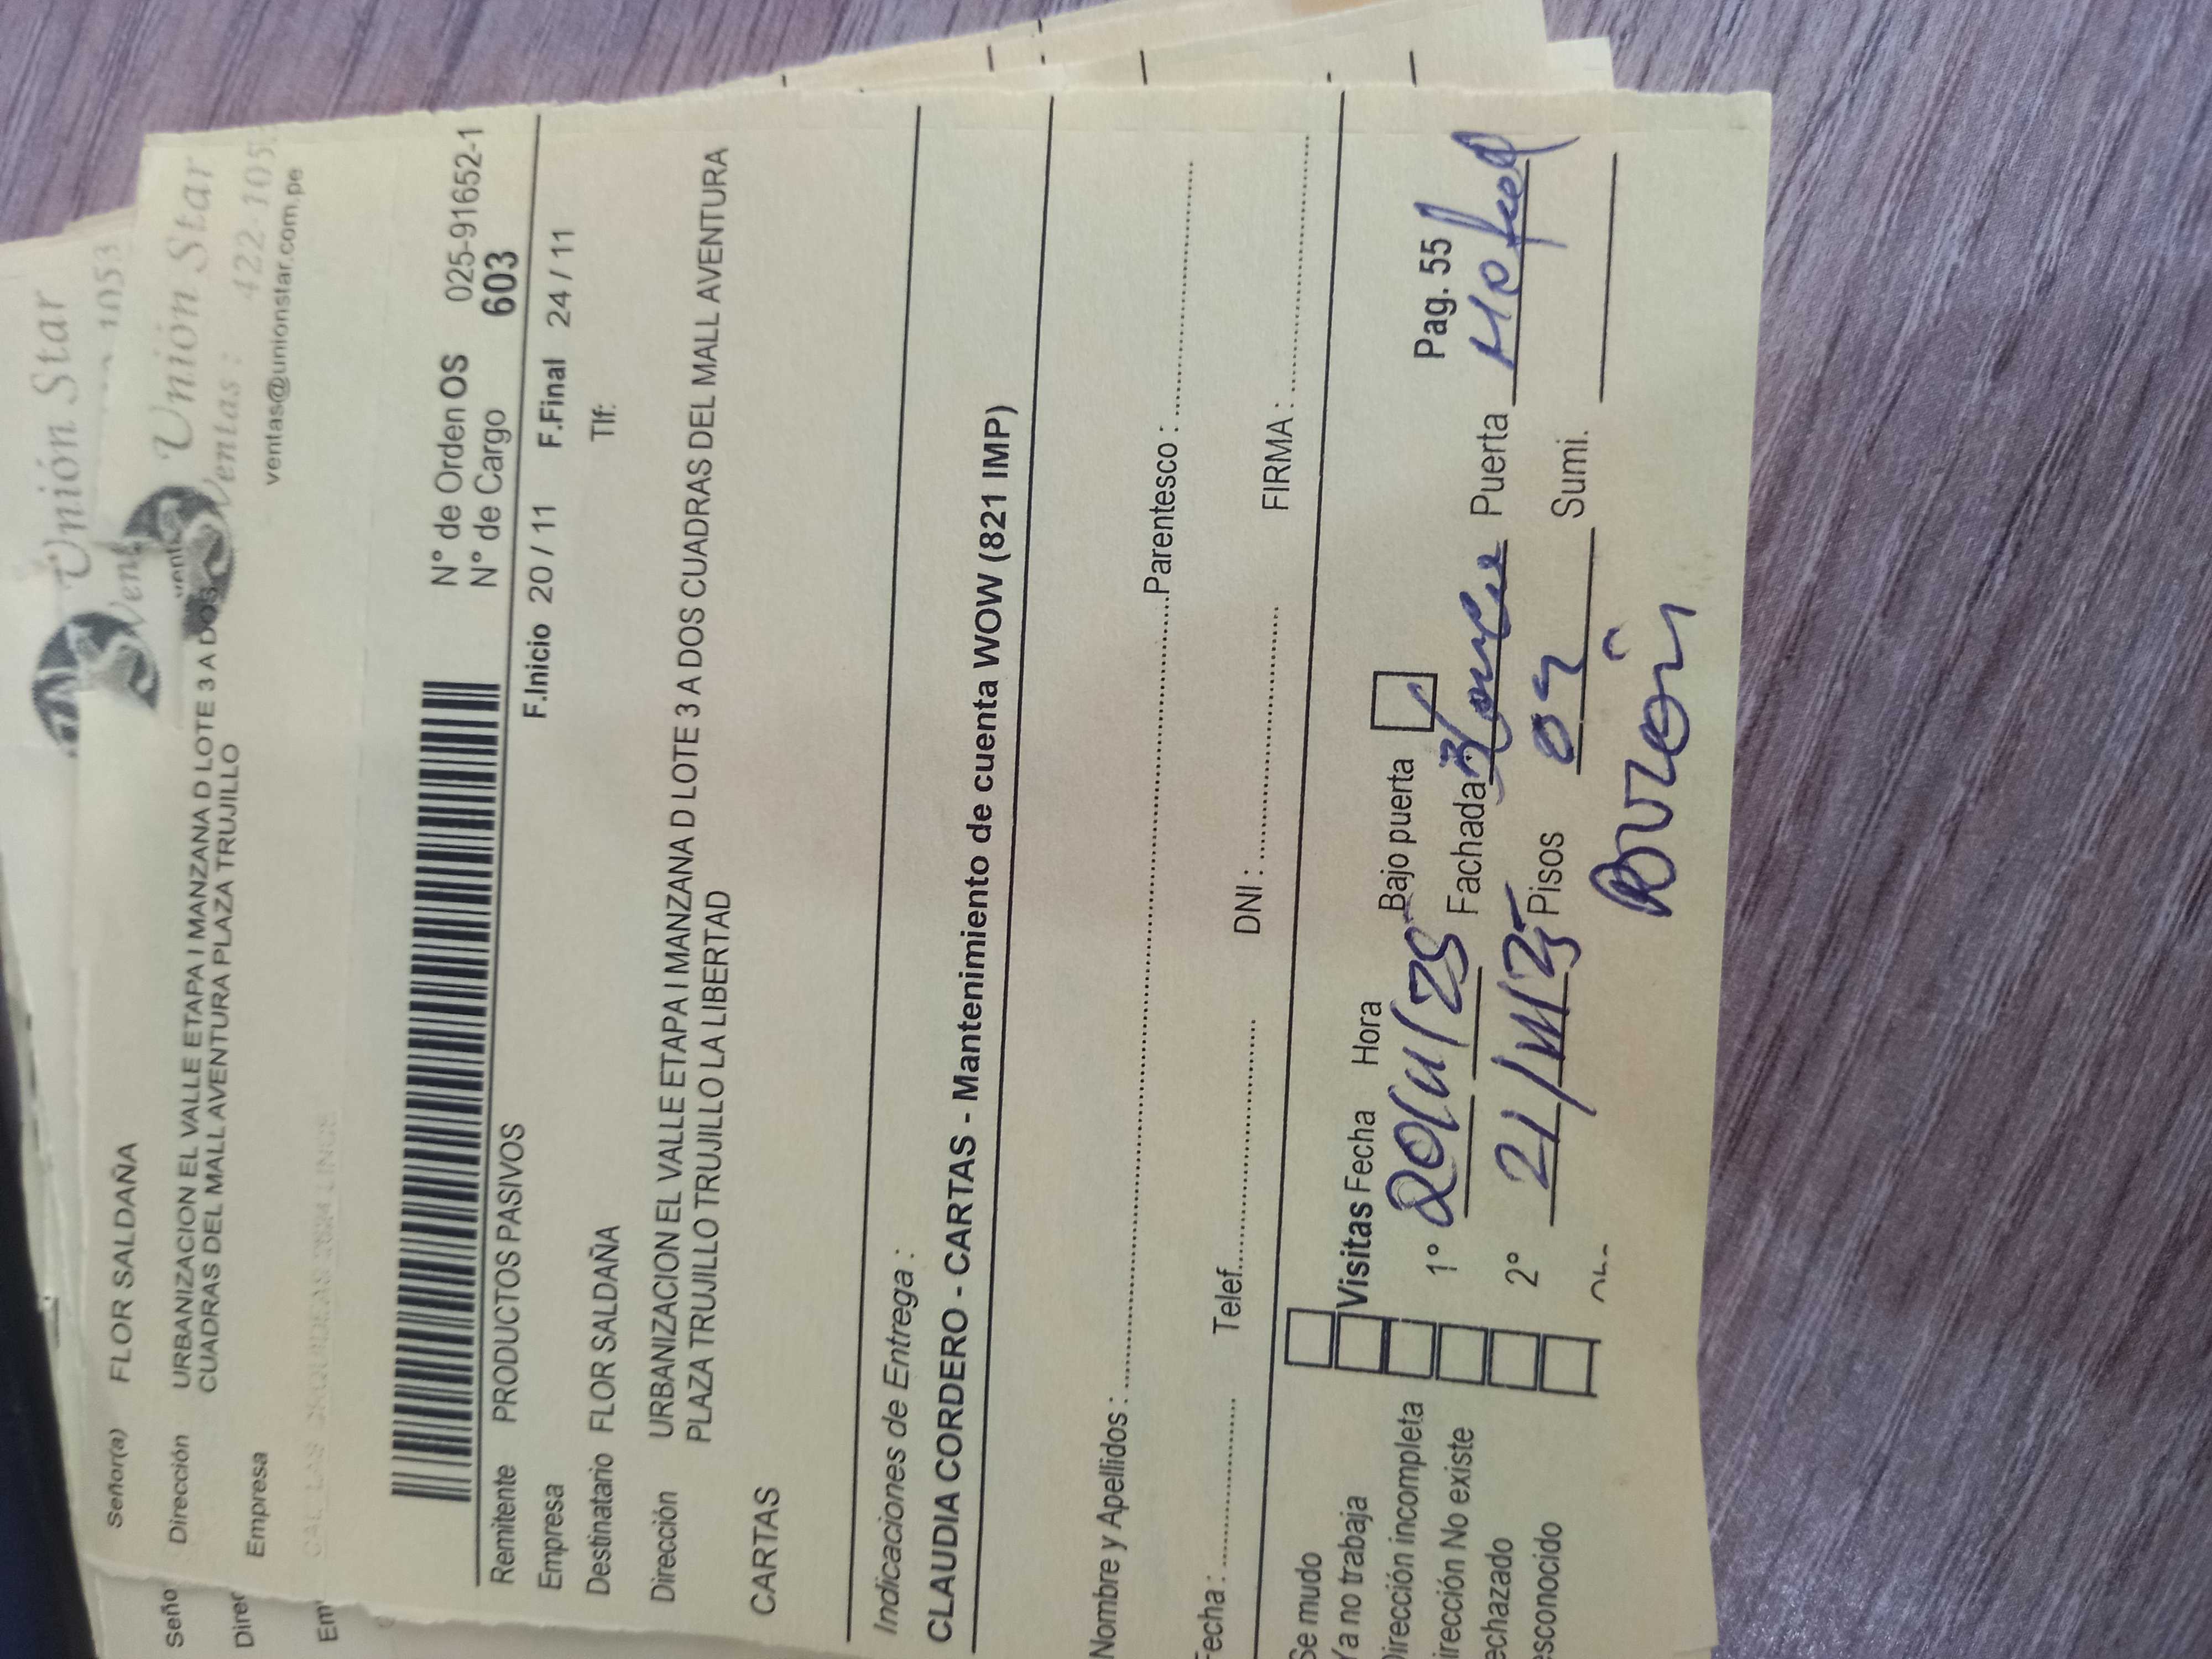 Unión Star
1053
Unión Star
Ventas : 422-105
ventas@unionstar.com.pe
Señor(a) FLOR SALDAÑA
Dirección URBANIZACION EL VALLE ETAPA I MANZANA D LOTE 3 A DOS
CUADRAS DEL MALL AVENTURA PLAZA TRUJILLO
Empresa
N° de Orden OS 025-91652-1
N° de Cargo 603
Remitente PRODUCTOS PASIVOS
F.Inicio 20 / 11 F.Final 24 / 11
Empresa
Tlf:
Destinatario FLOR SALDAÑA
Dirección URBANIZACION EL VALLE ETAPA I MANZANA D LOTE 3 A DOS CUADRAS DEL MALL AVENTURA
PLAZA TRUJILLO TRUJILLO LA LIBERTAD
CARTAS
Indicaciones de Entrega :
CLAUDIA CORDERO - CARTAS - Mantenimiento de cuenta WOW (821 IMP)
Nombre y Apellidos : Parentesco :
Fecha : Telef. DNI : FIRMA :
Se mudo
Ya no trabaja
Dirección incompleta
irección No existe
echazado
esconocido
Visitas Fecha Hora Bajo puerta Pag. 55
1° 20/11/25 Fachada Puerta
2° 21/11/25 Pisos 02 Sumi.
Buzón